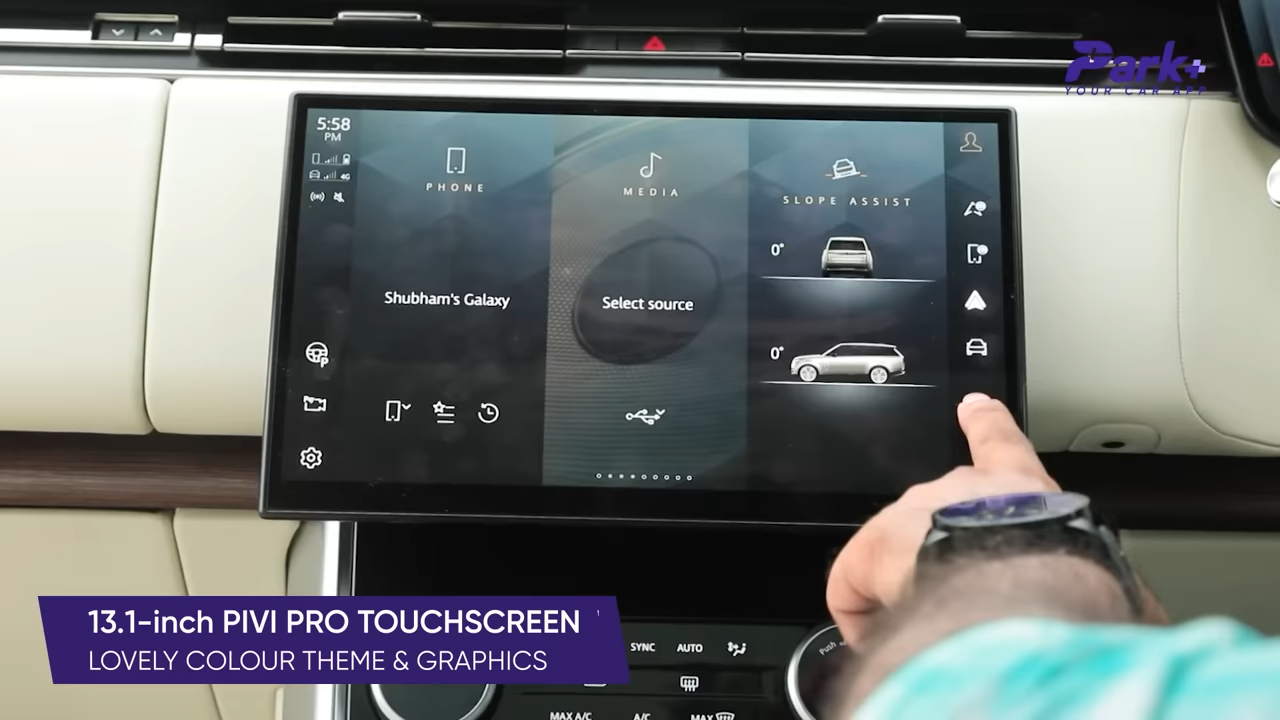 Park+
YOUR CAR APP
5:58
PM
4G
PHONE
MEDIA
SLOPE ASSIST
0°
Shubham's Galaxy
Select source
0°
13.1-inch PIVI PRO TOUCHSCREEN
LOVELY COLOUR THEME & GRAPHICS
SYNC
AUTO
Push
MAX A/C
A/C
MAX